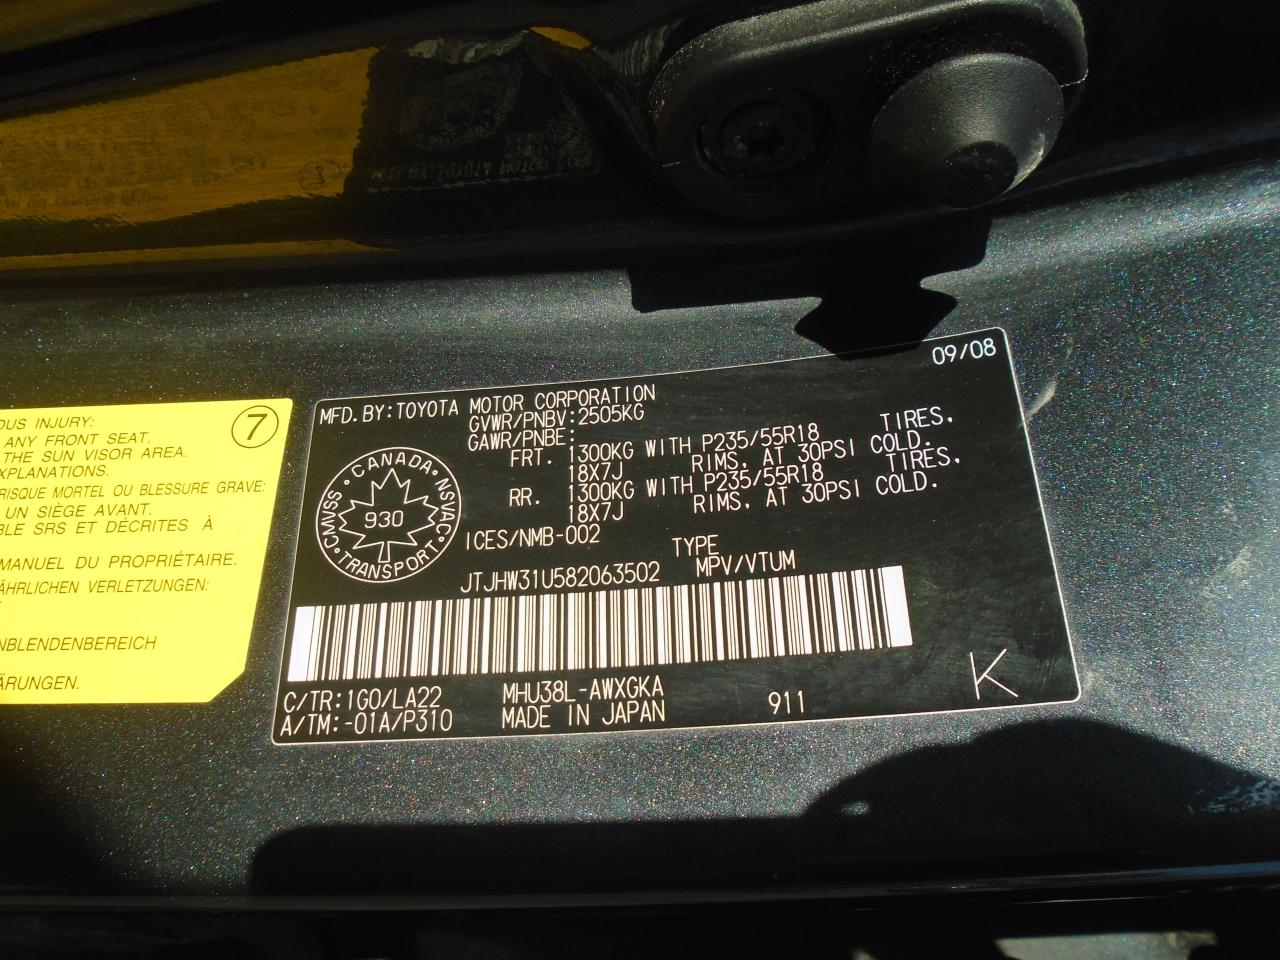 OUS INJURY:
7
ANY FRONT SEAT.
THE SUN VISOR AREA.
EXPLANATIONS.
RISQUE MORTEL OU BLESSURE GRAVE:
UN SIÈGE AVANT.
BLE SRS ET DÉCRITES À
MANUEL DU PROPRIÉTAIRE.
ÄHRLICHEN VERLETZUNGEN:
NBLENDENBEREICH
ÄRUNGEN.
09/08
MFD. BY: TOYOTA MOTOR CORPORATION
GVWR/PNBV: 2505KG
GAWR/PNBE:
FRT. 1300KG WITH P235/55R18 TIRES,
18X7J RIMS, AT 30PSI COLD.
RR. 1300KG WITH P235/55R18 TIRES,
18X7J RIMS, AT 30PSI COLD.
CMVSS · CANADA · NSVAC · TRANSPORT
930
ICES/NMB-002
TYPE
JTJHW31U582063502 MPV/VTUM
C/TR: 1G0/LA22 MHU38L-AWXGKA
A/TM: -01A/P310 MADE IN JAPAN 911
K